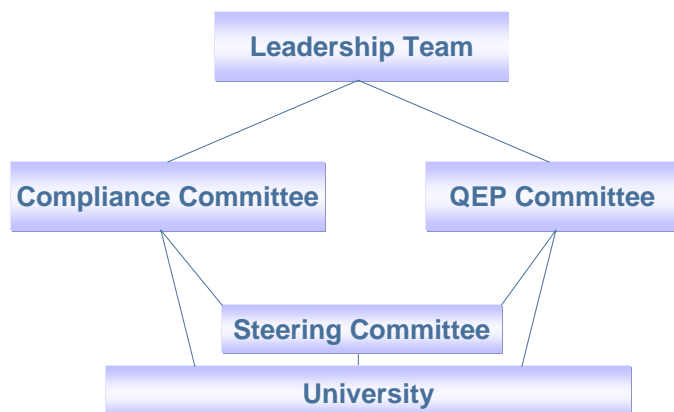 Leadership Team
Compliance Committee
QEP Committee
Steering Committee
University